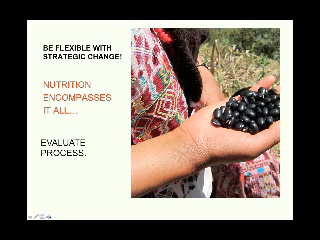 BE FLEXIBLE WITH
STRATEGIC CHANGE!
NUTRITION
ENCOMPASSES
IT ALL...
EVALUATE
PROCESS.